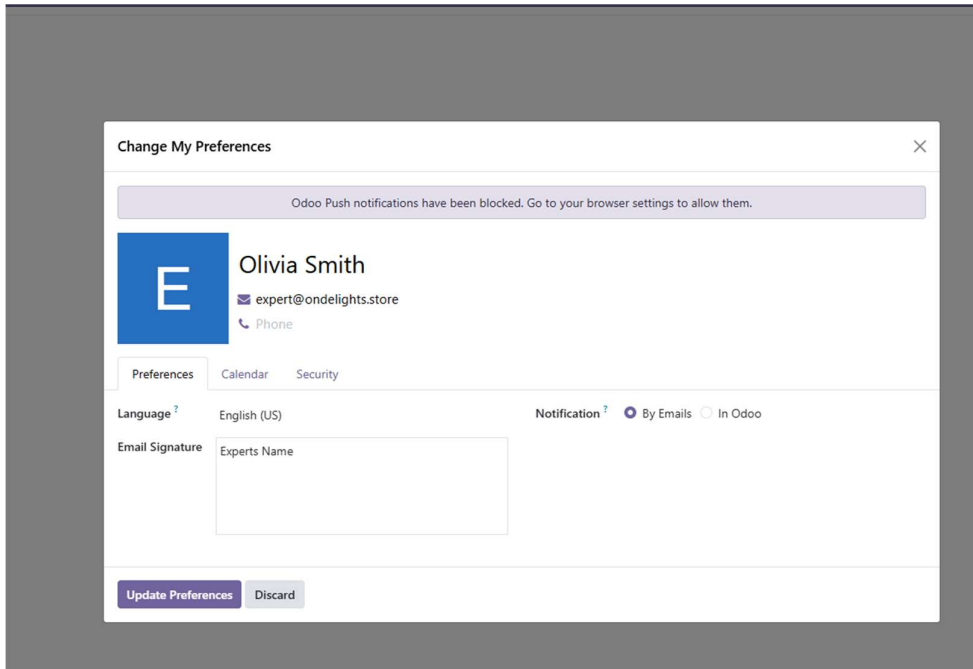 Change My Preferences
Odoo Push notifications have been blocked. Go to your browser settings to allow them.
E
Olivia Smith
expert@ondelights.store
Phone
Preferences Calendar Security
Language ? English (US) Notification ? By Emails In Odoo
Email Signature Experts Name
Update Preferences Discard